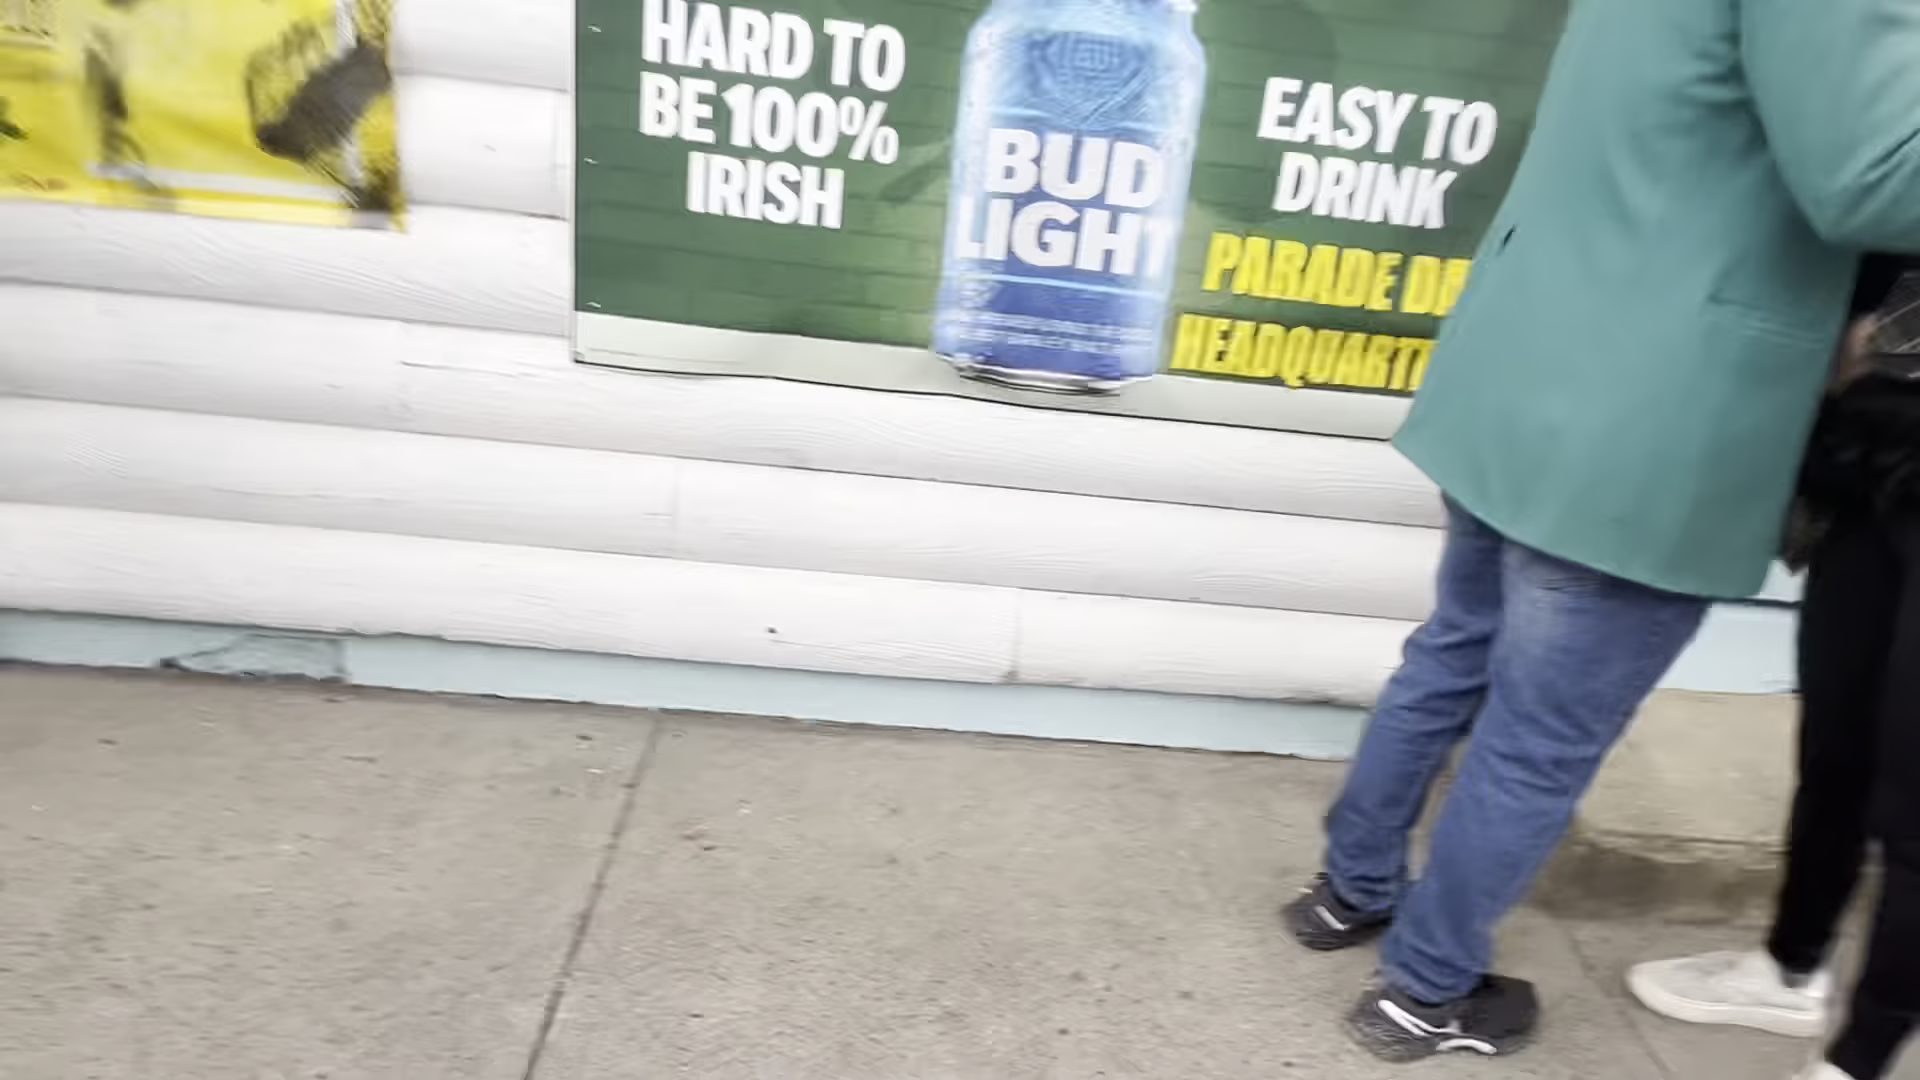 HARD TO
BE 100%
IRISH
BUD
LIGHT
EASY TO
DRINK
PARADE